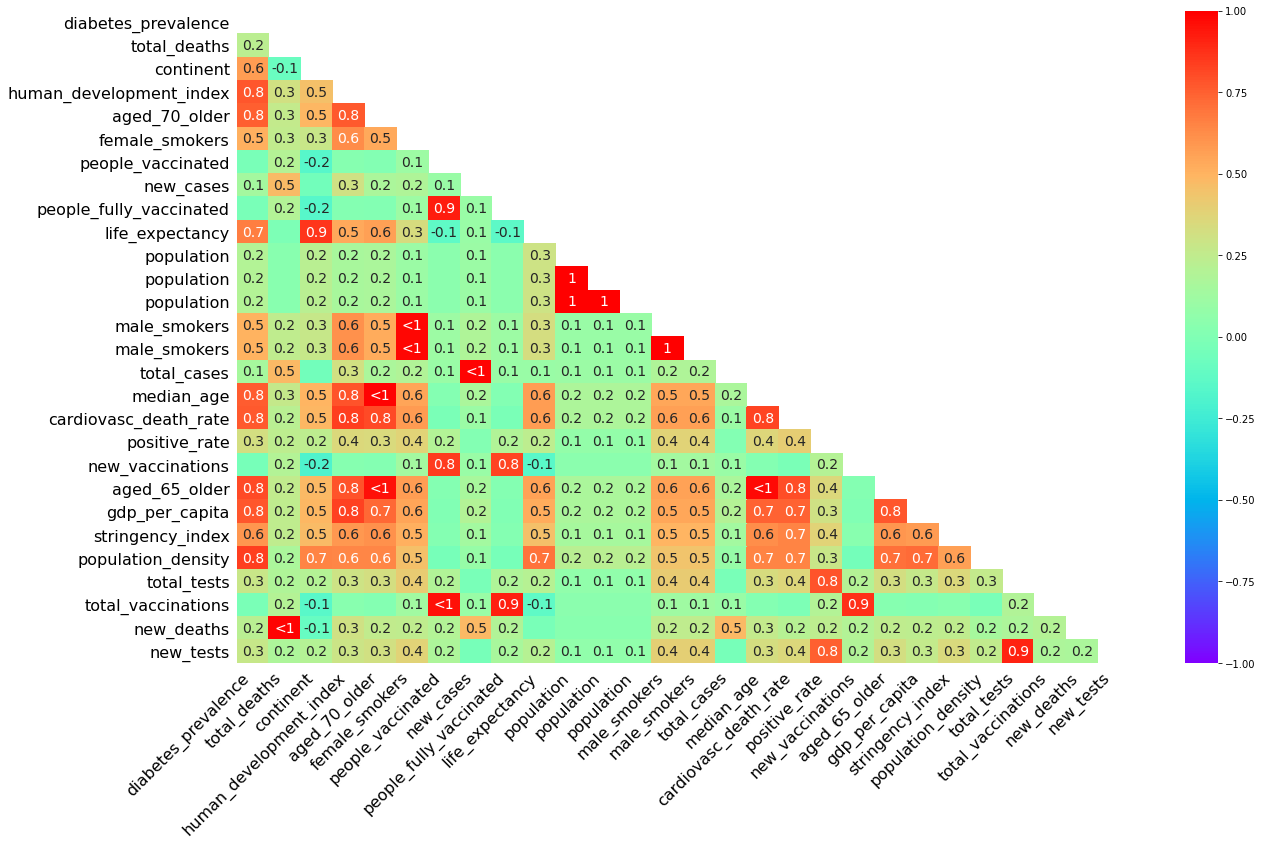 diabetes_prevalence
total_deaths 0.2
continent 0.6 -0.1
human_development_index 0.8 0.3 0.5
aged_70_older 0.8 0.3 0.5 0.8
female_smokers 0.5 0.3 0.3 0.6 0.5
people_vaccinated 0.2 -0.2 0.1
new_cases 0.1 0.5 0.3 0.2 0.2 0.1
people_fully_vaccinated 0.2 -0.2 0.1 0.9 0.1
life_expectancy 0.7 0.9 0.5 0.6 0.3 -0.1 0.1 -0.1
population 0.2 0.2 0.2 0.2 0.1 0.1 0.3
population 0.2 0.2 0.2 0.2 0.1 0.1 0.3 1
population 0.2 0.2 0.2 0.2 0.1 0.1 0.3 1 1
male_smokers 0.5 0.2 0.3 0.6 0.5 <1 0.1 0.2 0.1 0.3 0.1 0.1 0.1
male_smokers 0.5 0.2 0.3 0.6 0.5 <1 0.1 0.2 0.1 0.3 0.1 0.1 0.1 1
total_cases 0.1 0.5 0.3 0.2 0.2 0.1 <1 0.1 0.1 0.1 0.1 0.1 0.2 0.2
median_age 0.8 0.3 0.5 0.8 <1 0.6 0.2 0.6 0.2 0.2 0.2 0.5 0.5 0.2
cardiovasc_death_rate 0.8 0.2 0.5 0.8 0.8 0.6 0.1 0.6 0.2 0.2 0.2 0.6 0.6 0.1 0.8
positive_rate 0.3 0.2 0.2 0.4 0.3 0.4 0.2 0.2 0.2 0.1 0.1 0.1 0.4 0.4 0.4 0.4
new_vaccinations 0.2 -0.2 0.1 0.8 0.1 0.8 -0.1 0.1 0.1 0.1 0.2
aged_65_older 0.8 0.2 0.5 0.8 <1 0.6 0.2 0.6 0.2 0.2 0.2 0.6 0.6 0.2 <1 0.8 0.4
gdp_per_capita 0.8 0.2 0.5 0.8 0.7 0.6 0.2 0.5 0.2 0.2 0.2 0.5 0.5 0.2 0.7 0.7 0.3 0.8
stringency_index 0.6 0.2 0.5 0.6 0.6 0.5 0.1 0.5 0.1 0.1 0.1 0.5 0.5 0.1 0.6 0.7 0.4 0.6 0.6
population_density 0.8 0.2 0.7 0.6 0.6 0.5 0.1 0.7 0.2 0.2 0.2 0.5 0.5 0.1 0.7 0.7 0.3 0.7 0.7 0.6
total_tests 0.3 0.2 0.2 0.3 0.3 0.4 0.2 0.2 0.2 0.1 0.1 0.1 0.4 0.4 0.3 0.4 0.8 0.2 0.3 0.3 0.3 0.3
total_vaccinations 0.2 -0.1 0.1 <1 0.1 0.9 -0.1 0.1 0.1 0.1 0.2 0.9 0.2
new_deaths 0.2 <1 -0.1 0.3 0.2 0.2 0.2 0.5 0.2 0.2 0.2 0.5 0.3 0.2 0.2 0.2 0.2 0.2 0.2 0.2 0.2 0.2
new_tests 0.3 0.2 0.2 0.3 0.3 0.4 0.2 0.2 0.2 0.1 0.1 0.1 0.4 0.4 0.3 0.4 0.8 0.2 0.3 0.3 0.2 0.2 0.9 0.2 0.2
diabetes_prevalence
total_deaths
continent
human_development_index
aged_70_older
female_smokers
people_vaccinated
new_cases
people_fully_vaccinated
life_expectancy
population
population
population
male_smokers
male_smokers
total_cases
median_age
cardiovasc_death_rate
positive_rate
new_vaccinations
aged_65_older
gdp_per_capita
stringency_index
population_density
total_tests
total_vaccinations
new_deaths
new_tests
1.00
0.75
0.50
0.25
0.00
−0.25
−0.50
−0.75
−1.00